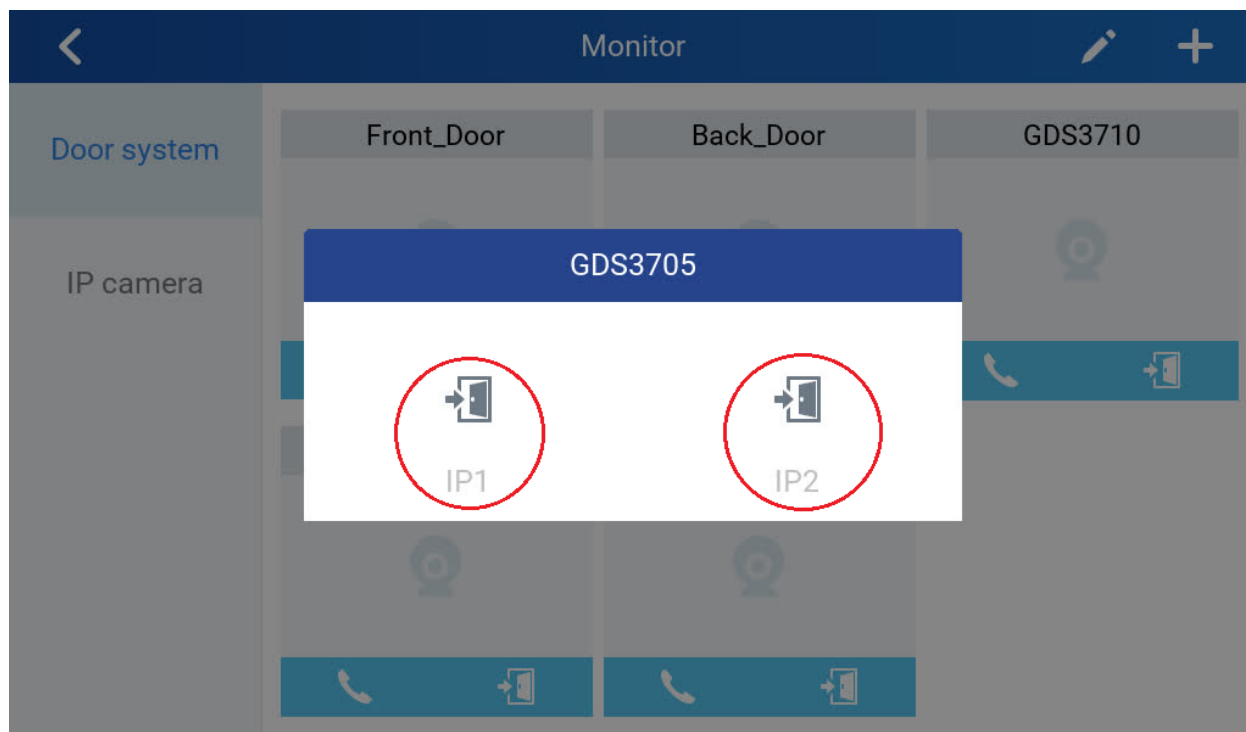 Monitor
Door system
IP camera
Front_Door
Back_Door
GDS3710
GDS3705
IP1
IP2